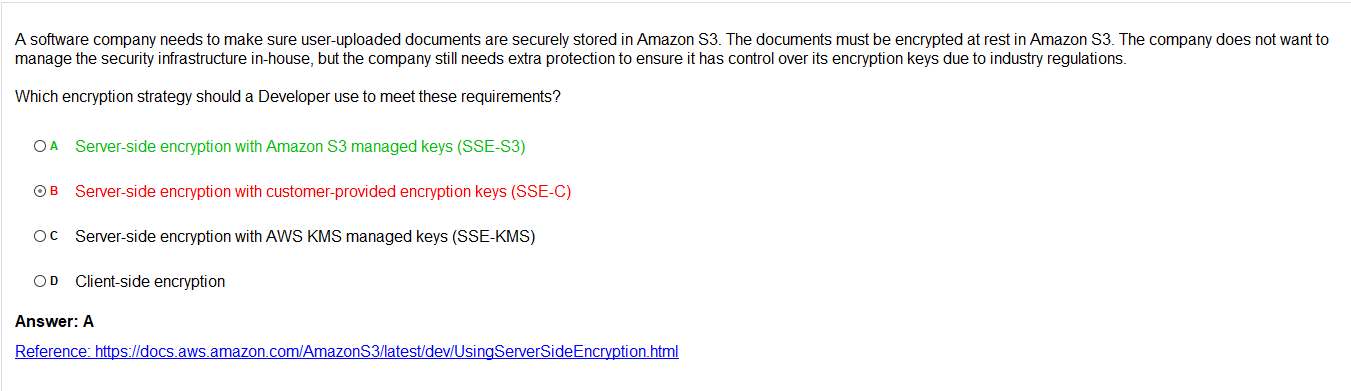 A software company needs to make sure user-uploaded documents are securely stored in Amazon S3. The documents must be encrypted at rest in Amazon S3. The company does not want to
manage the security infrastructure in-house, but the company still needs extra protection to ensure it has control over its encryption keys due to industry regulations.
Which encryption strategy should a Developer use to meet these requirements?
A Server-side encryption with Amazon S3 managed keys (SSE-S3)
B Server-side encryption with customer-provided encryption keys (SSE-C)
C Server-side encryption with AWS KMS managed keys (SSE-KMS)
D Client-side encryption
Answer: A
Reference: https://docs.aws.amazon.com/AmazonS3/latest/dev/UsingServerSideEncryption.html